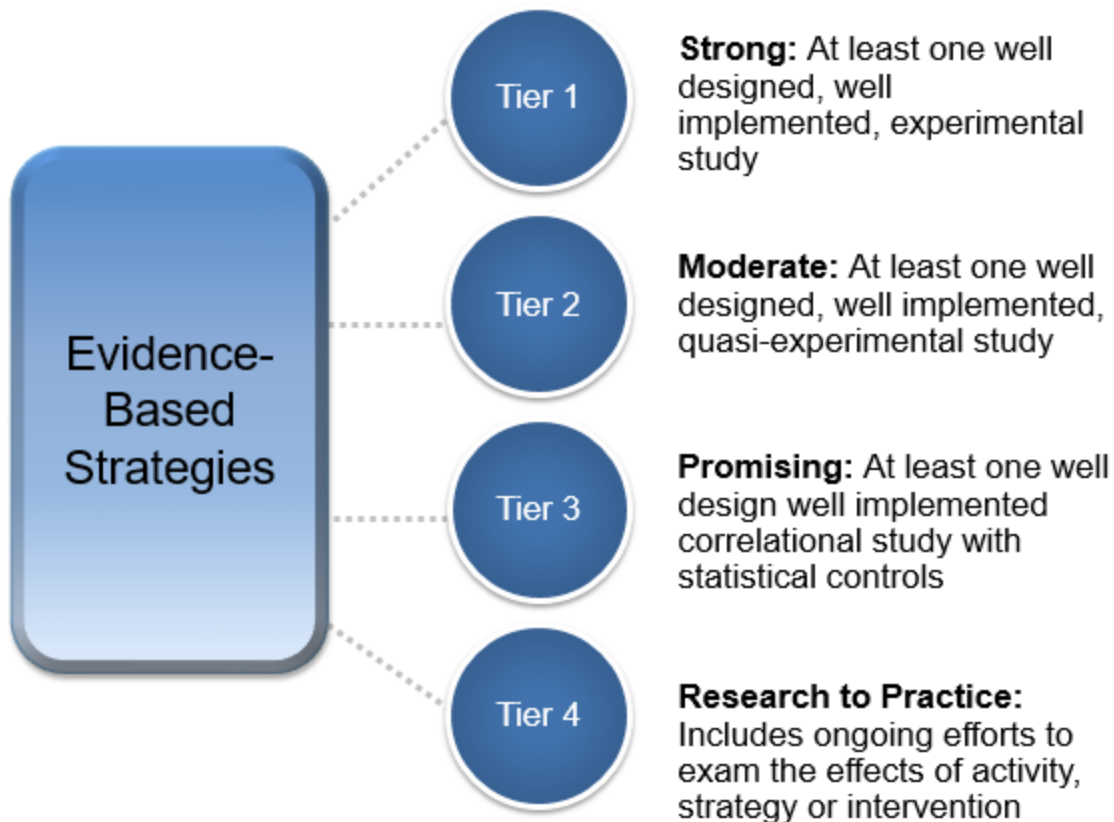 Evidence-
Based
Strategies
Tier 1
Strong: At least one well
designed, well
implemented, experimental
study
Tier 2
Moderate: At least one well
designed, well implemented,
quasi-experimental study
Tier 3
Promising: At least one well
design well implemented
correlational study with
statistical controls
Tier 4
Research to Practice:
Includes ongoing efforts to
exam the effects of activity,
strategy or intervention